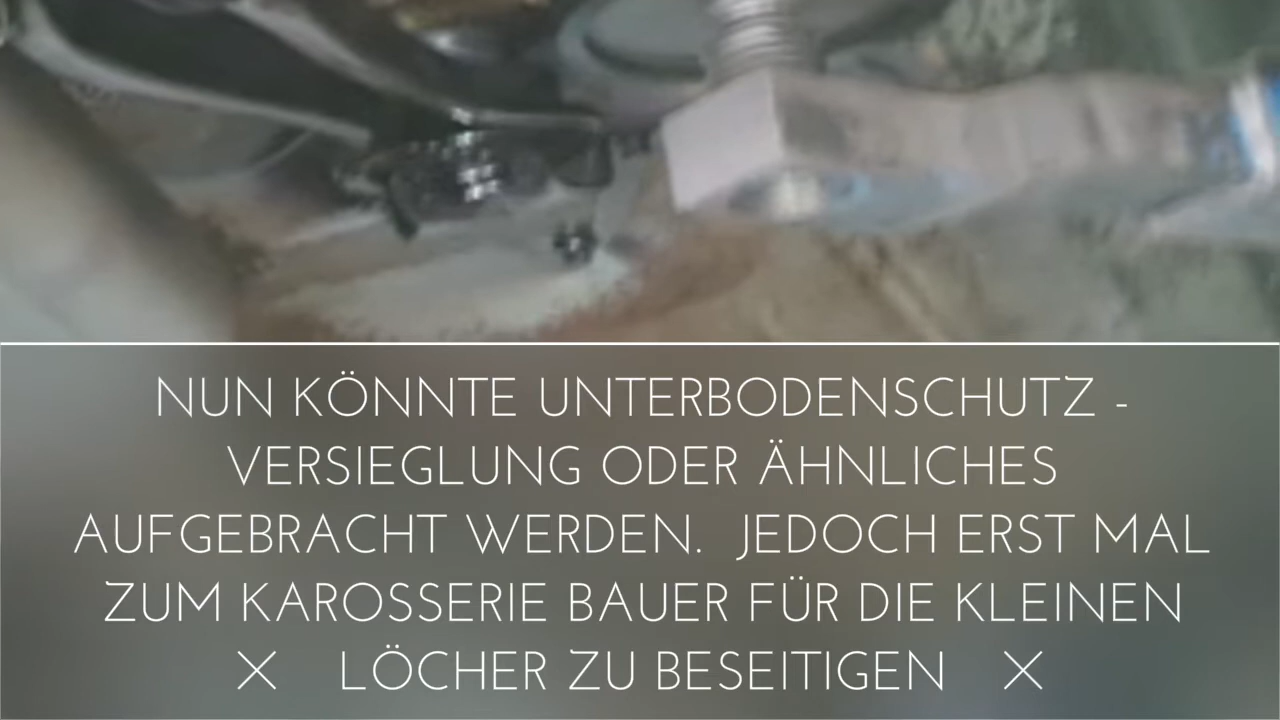 NUN KÖNNTE UNTERBODENSCHUTZ -
VERSIEGLUNG ODER ÄHNLICHES
AUFGEBRACHT WERDEN. JEDOCH ERST MAL
ZUM KAROSSERIE BAUER FÜR DIE KLEINEN
LÖCHER ZU BESEITIGEN